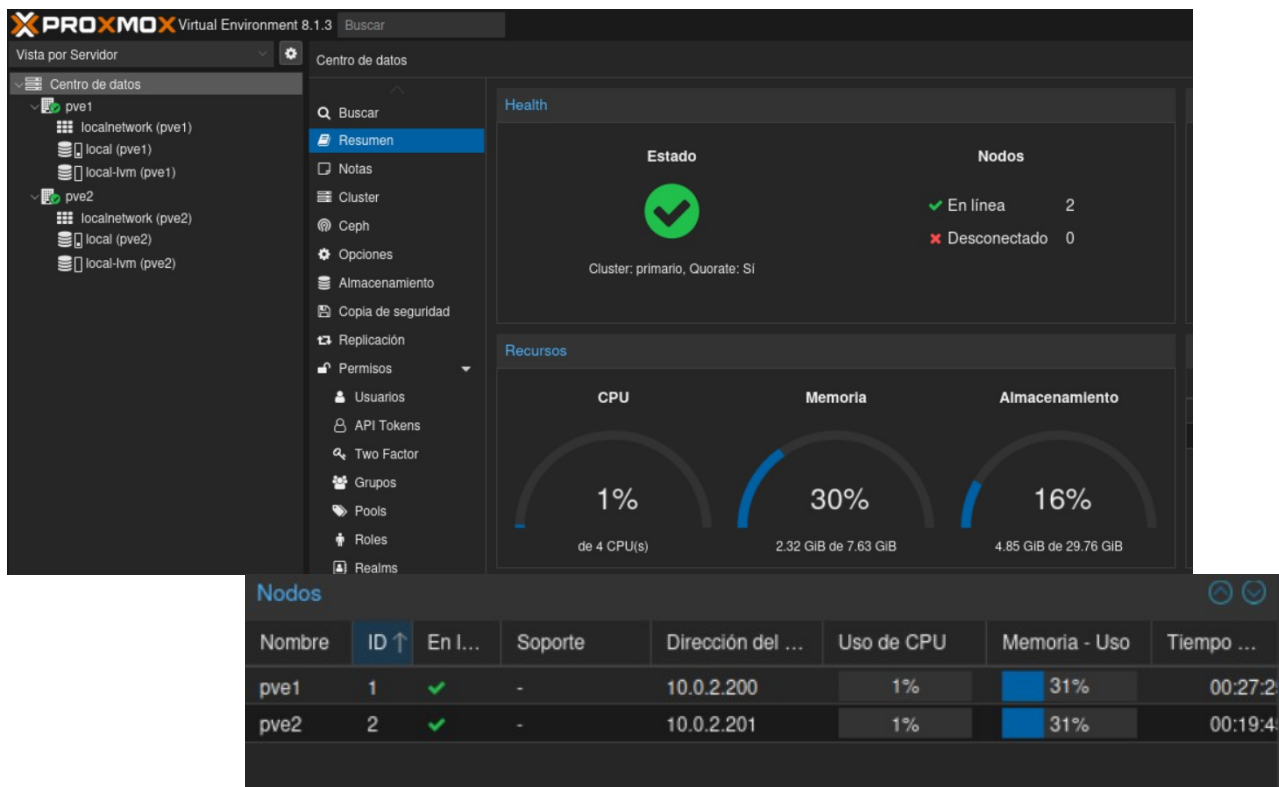 PROXMOX Virtual Environment 8.1.3 Buscar
Vista por Servidor
Centro de datos
pve1
localnetwork (pve1)
local (pve1)
local-lvm (pve1)
pve2
localnetwork (pve2)
local (pve2)
local-lvm (pve2)
Centro de datos
Buscar
Resumen
Notas
Cluster
Ceph
Opciones
Almacenamiento
Copia de seguridad
Replicación
Permisos
Usuarios
API Tokens
Two Factor
Grupos
Pools
Roles
Realms
Health
Estado
Cluster: primario, Quorate: Sí
Nodos
En línea 2
Desconectado 0
Recursos
CPU
1%
de 4 CPU(s)
Memoria
30%
2.32 GiB de 7.63 GiB
Almacenamiento
16%
4.85 GiB de 29.76 GiB
Nodos
Nombre ID En l... Soporte Dirección del ... Uso de CPU Memoria - Uso Tiempo ...
pve1 1 - 10.0.2.200 1% 31% 00:27:2
pve2 2 - 10.0.2.201 1% 31% 00:19:4